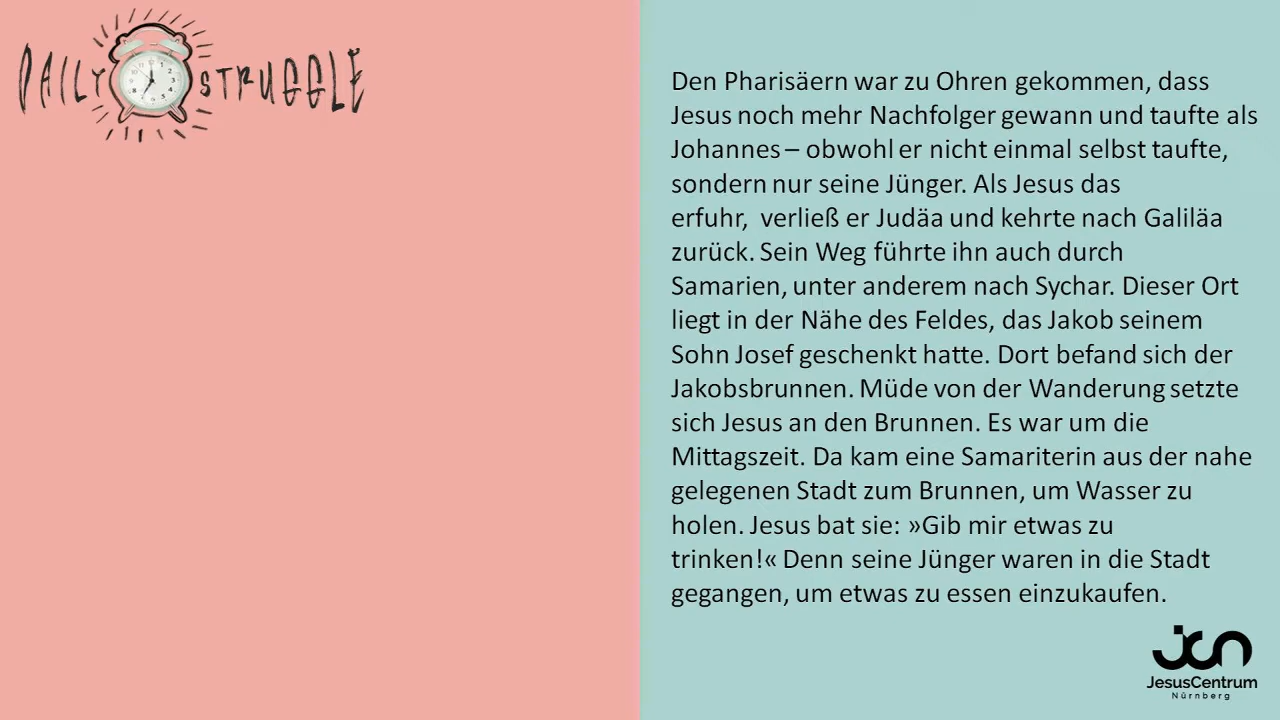 DAILY STRUGGLE
Den Pharisäern war zu Ohren gekommen, dass
Jesus noch mehr Nachfolger gewann und taufte als
Johannes – obwohl er nicht einmal selbst taufte,
sondern nur seine Jünger. Als Jesus das
erfuhr,  verließ er Judäa und kehrte nach Galiläa
zurück. Sein Weg führte ihn auch durch
Samarien, unter anderem nach Sychar. Dieser Ort
liegt in der Nähe des Feldes, das Jakob seinem
Sohn Josef geschenkt hatte. Dort befand sich der
Jakobsbrunnen. Müde von der Wanderung setzte
sich Jesus an den Brunnen. Es war um die
Mittagszeit. Da kam eine Samariterin aus der nahe
gelegenen Stadt zum Brunnen, um Wasser zu
holen. Jesus bat sie: »Gib mir etwas zu
trinken!« Denn seine Jünger waren in die Stadt
gegangen, um etwas zu essen einzukaufen.
jcn
JesusCentrum
Nürnberg